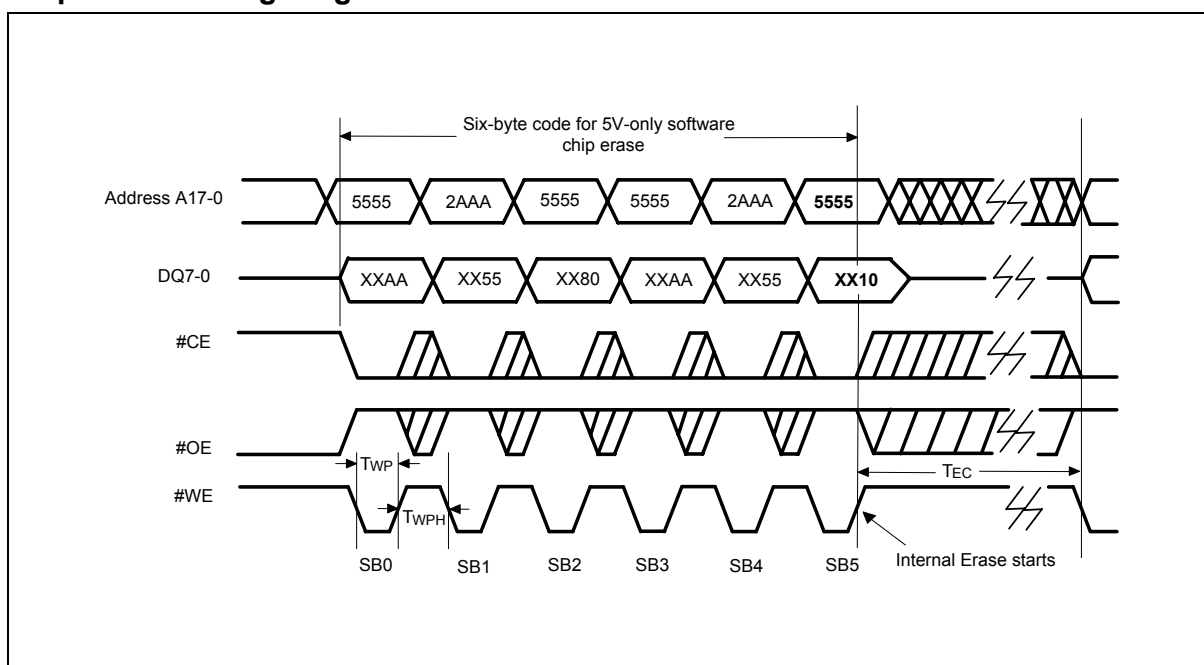 Six-byte code for 5V-only software
chip erase
Address A17-0
5555
2AAA
5555
5555
2AAA
5555
DQ7-0
XXAA
XX55
XX80
XXAA
XX55
XX10
#CE
#OE
TWP
TEC
#WE
TWPH
Internal Erase starts
SB0
SB1
SB2
SB3
SB4
SB5